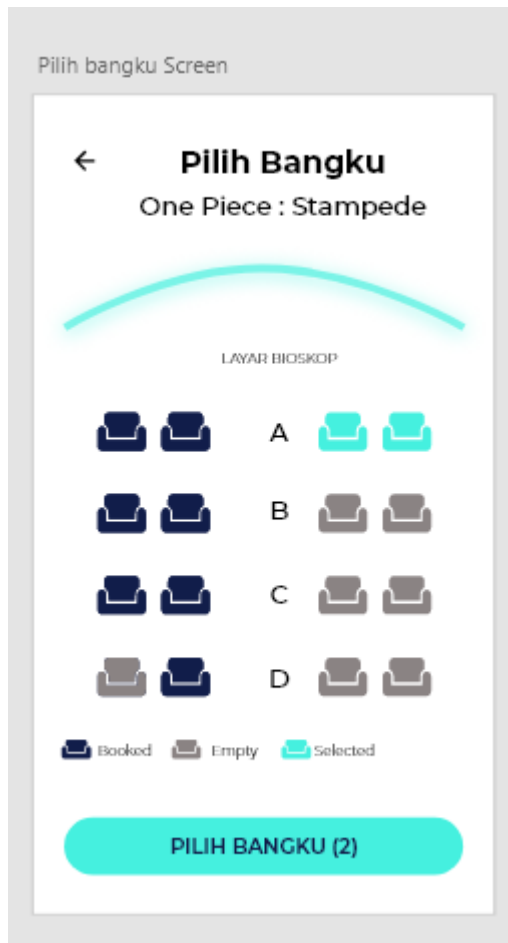 Pilih bangku Screen
Pilih Bangku
One Piece : Stampede
LAYAR BIOSKOP
A
B
C
D
Booked Empty Selected
PILIH BANGKU (2)